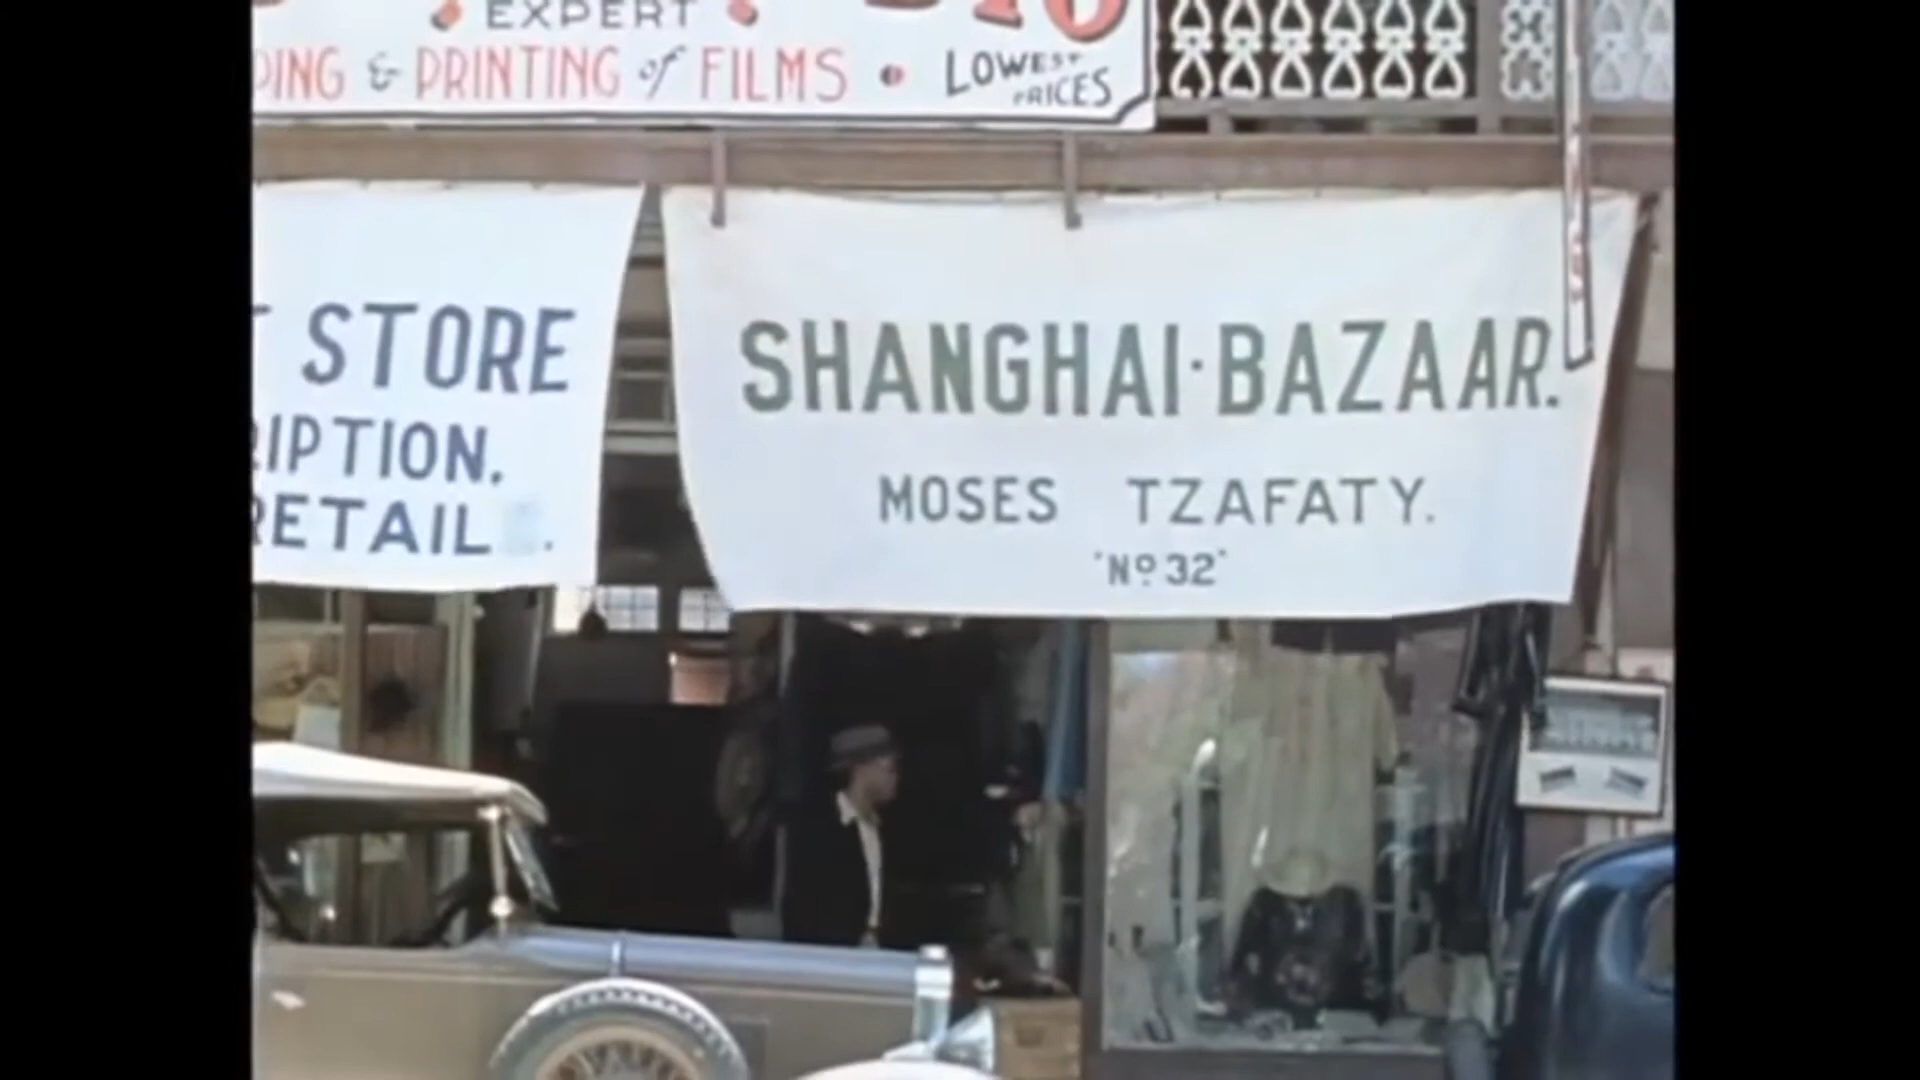 EXPERT
PING & PRINTING of FILMS • LOWEST PRICES
STORE
RIPTION.
RETAIL.
SHANGHAI·BAZAAR.
MOSES TZAFATY.
"Nº 32"